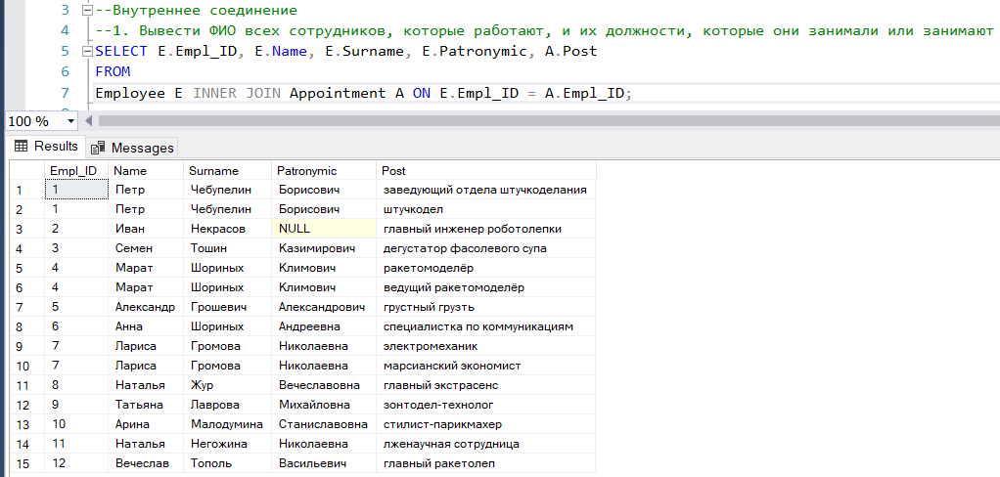 3 --Внутреннее соединение
4 --1. Вывести ФИО всех сотрудников, которые работают, и их должности, которые они занимали или занимают
5 SELECT E.Empl_ID, E.Name, E.Surname, E.Patronymic, A.Post
6 FROM
7 Employee E INNER JOIN Appointment A ON E.Empl_ID = A.Empl_ID;
100 %
Results Messages
Empl_ID Name Surname Patronymic Post
1 1 Петр Чебупелин Борисович заведующий отдела штучкоделания
2 1 Петр Чебупелин Борисович штучкодел
3 2 Иван Некрасов NULL главный инженер роботолепки
4 3 Семен Тошин Казимирович дегустатор фасолевого супа
5 4 Марат Шориных Климович ракетомоделёр
6 4 Марат Шориных Климович ведущий ракетомоделёр
7 5 Александр Грошевич Александрович грустный грузть
8 6 Анна Шориных Андреевна специалистка по коммуникациям
9 7 Лариса Громова Николаевна электромеханик
10 7 Лариса Громова Николаевна марсианский экономист
11 8 Наталья Жур Вечеславовна главный экстрасенс
12 9 Татьяна Лаврова Михайловна зонтодел-технолог
13 10 Арина Малодумина Станиславовна стилист-парикмахер
14 11 Наталья Негожина Николаевна лженаучная сотрудница
15 12 Вечеслав Тополь Васильевич главный ракетолеп